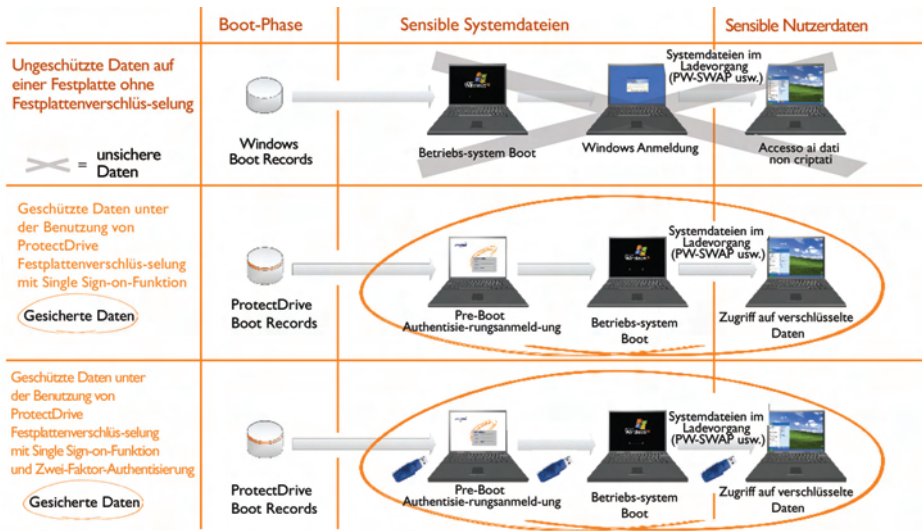 Boot-Phase
Sensible Systemdateien
Sensible Nutzerdaten
Ungeschützte Daten auf
einer Festplatte ohne
Festplattenverschlüs-selung
= unsichere
Daten
Windows
Boot Records
Betriebs-system Boot
Windows Anmeldung
Systemdateien im
Ladevorgang
(PW-SWAP usw.)
Accesso ai dati
non criptati
Geschützte Daten unter
der Benutzung von
ProtectDrive
Festplattenverschlüs-selung
mit Single Sign-on-Funktion
Gesicherte Daten
ProtectDrive
Boot Records
Pre-Boot
Authentisie-rungsanmeld-ung
Betriebs-system
Boot
Systemdateien im
Ladevorgang
(PW-SWAP usw.)
Zugriff auf verschlüsselte
Daten
Geschützte Daten unter
der Benutzung von
ProtectDrive
Festplattenverschlüs-selung
mit Single Sign-on-Funktion
und Zwei-Faktor-Authentisierung
Gesicherte Daten
ProtectDrive
Boot Records
Pre-Boot
Authentisie-rungsanmeld-ung
Betriebs-system
Boot
Systemdateien im
Ladevorgang
(PW-SWAP usw.)
Zugriff auf verschlüsselte
Daten